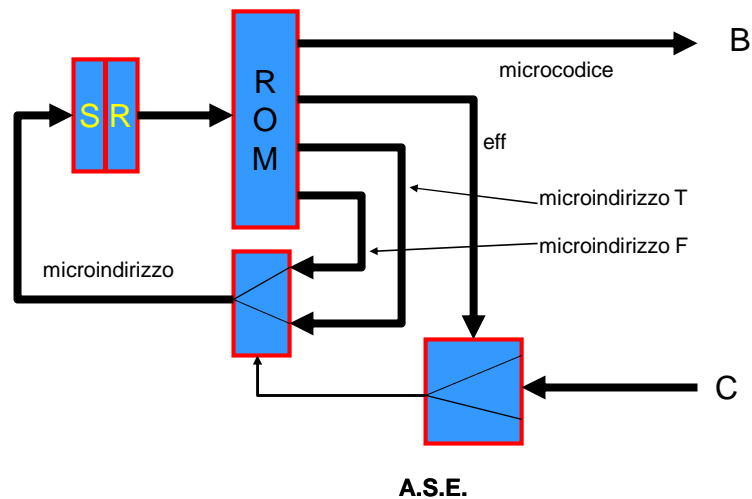 B
microcodice
S R
R
O
M
eff
microindirizzo T
microindirizzo F
microindirizzo
C
A.S.E.